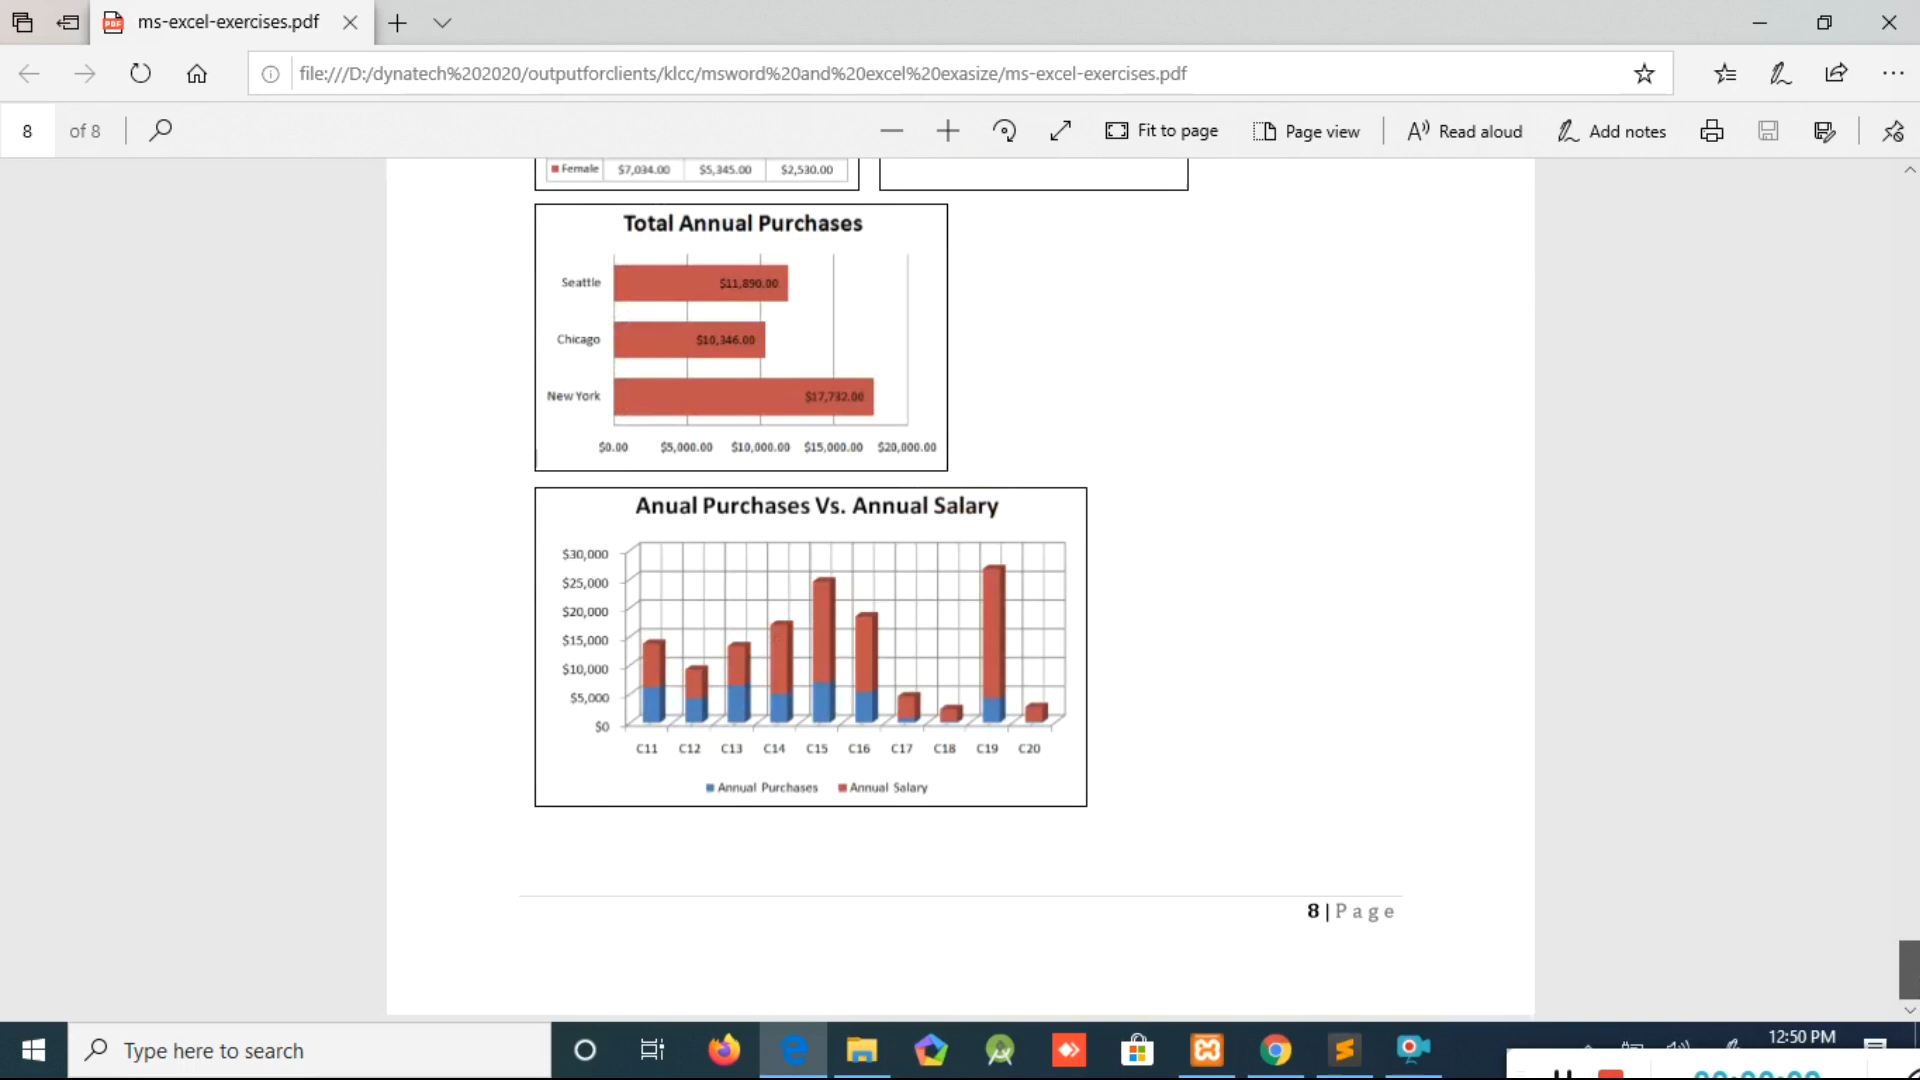 ms-excel-exercises.pdf
file:///D:/dynatech%202020/outputforclients/klcc/msword%20and%20excel%20exasize/ms-excel-exercises.pdf
8 of 8
Fit to page
Page view
Read aloud
Add notes
Female $7,034.00 $5,345.00 $2,530.00
Total Annual Purchases
Seattle $11,890.00
Chicago $10,346.00
New York $17,732.00
$0.00 $5,000.00 $10,000.00 $15,000.00 $20,000.00
Anual Purchases Vs. Annual Salary
$30,000
$25,000
$20,000
$15,000
$10,000
$5,000
$0
C11 C12 C13 C14 C15 C16 C17 C18 C19 C20
Annual Purchases Annual Salary
8 | Page
Type here to search
12:50 PM